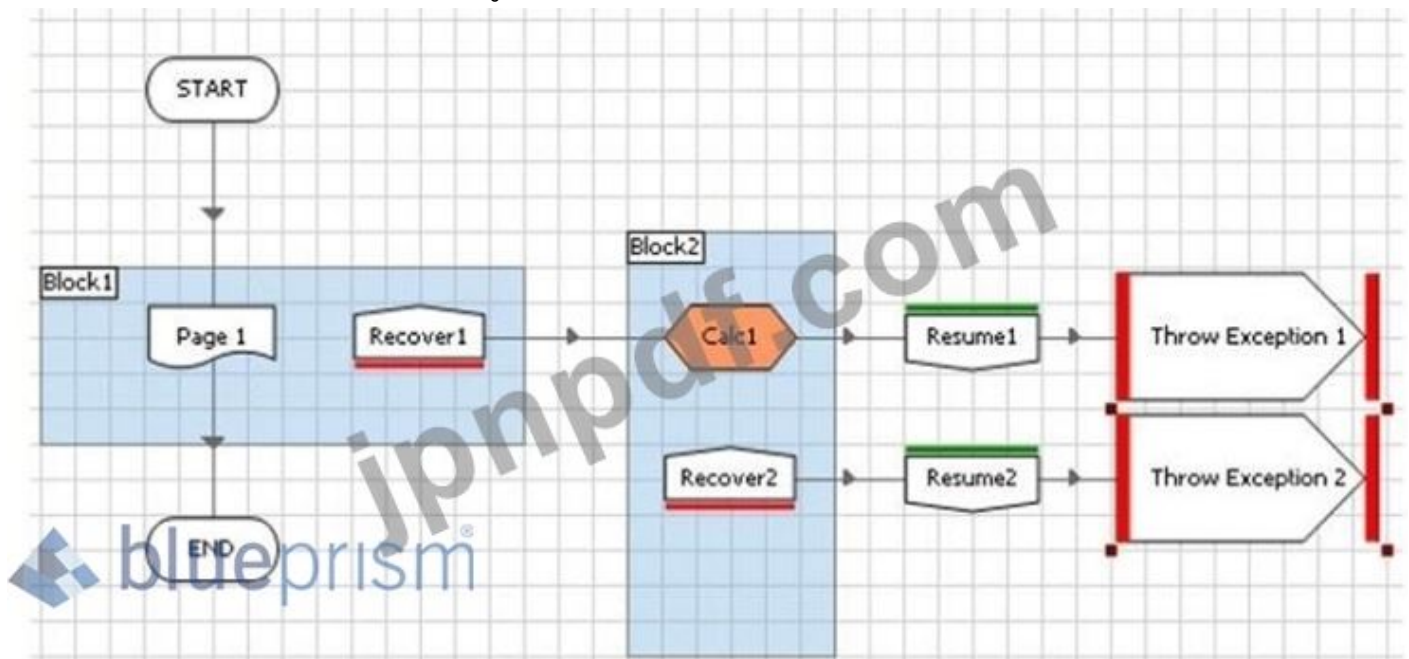 START
Block1
Page 1
Recover1
Block2
Calc1
Resume1
Throw Exception 1
Recover2
Resume2
Throw Exception 2
END
blueprism®
jpnpdf.com